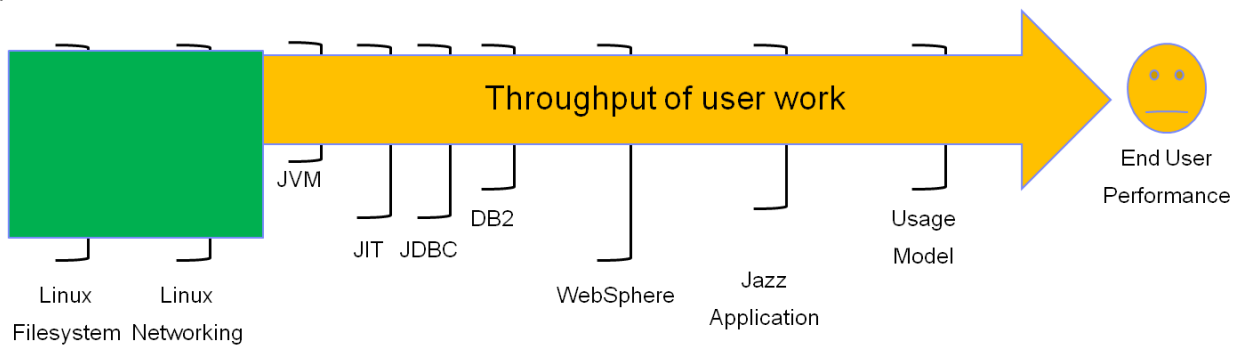 Throughput of user work
End User
Performance
JVM
JIT
JDBC
DB2
Usage
Model
Linux
Filesystem
Linux
Networking
WebSphere
Jazz
Application